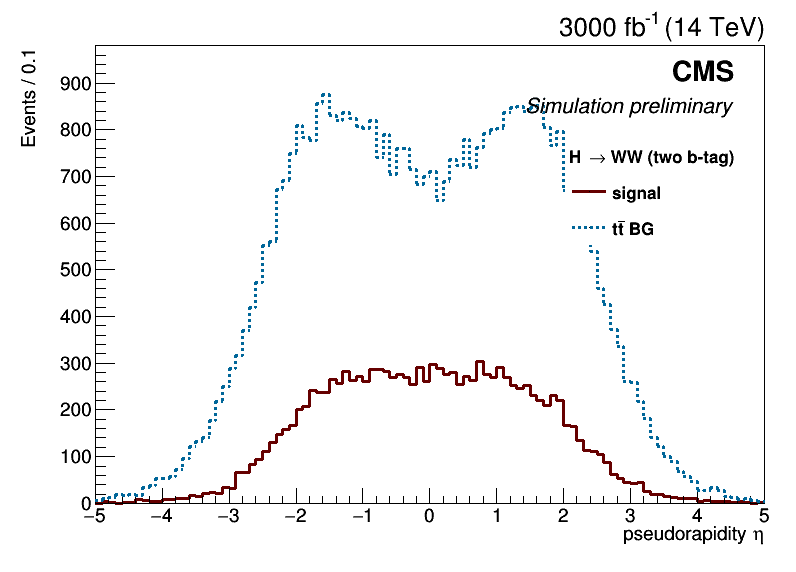 3000 fb-1 (14 TeV)
Events / 0.1
CMS
Simulation preliminary
H → WW (two b-tag)
signal
tt̄ BG
900
800
700
600
500
400
300
200
100
0
−5 −4 −3 −2 −1 0 1 2 3 4 5
pseudorapidity η